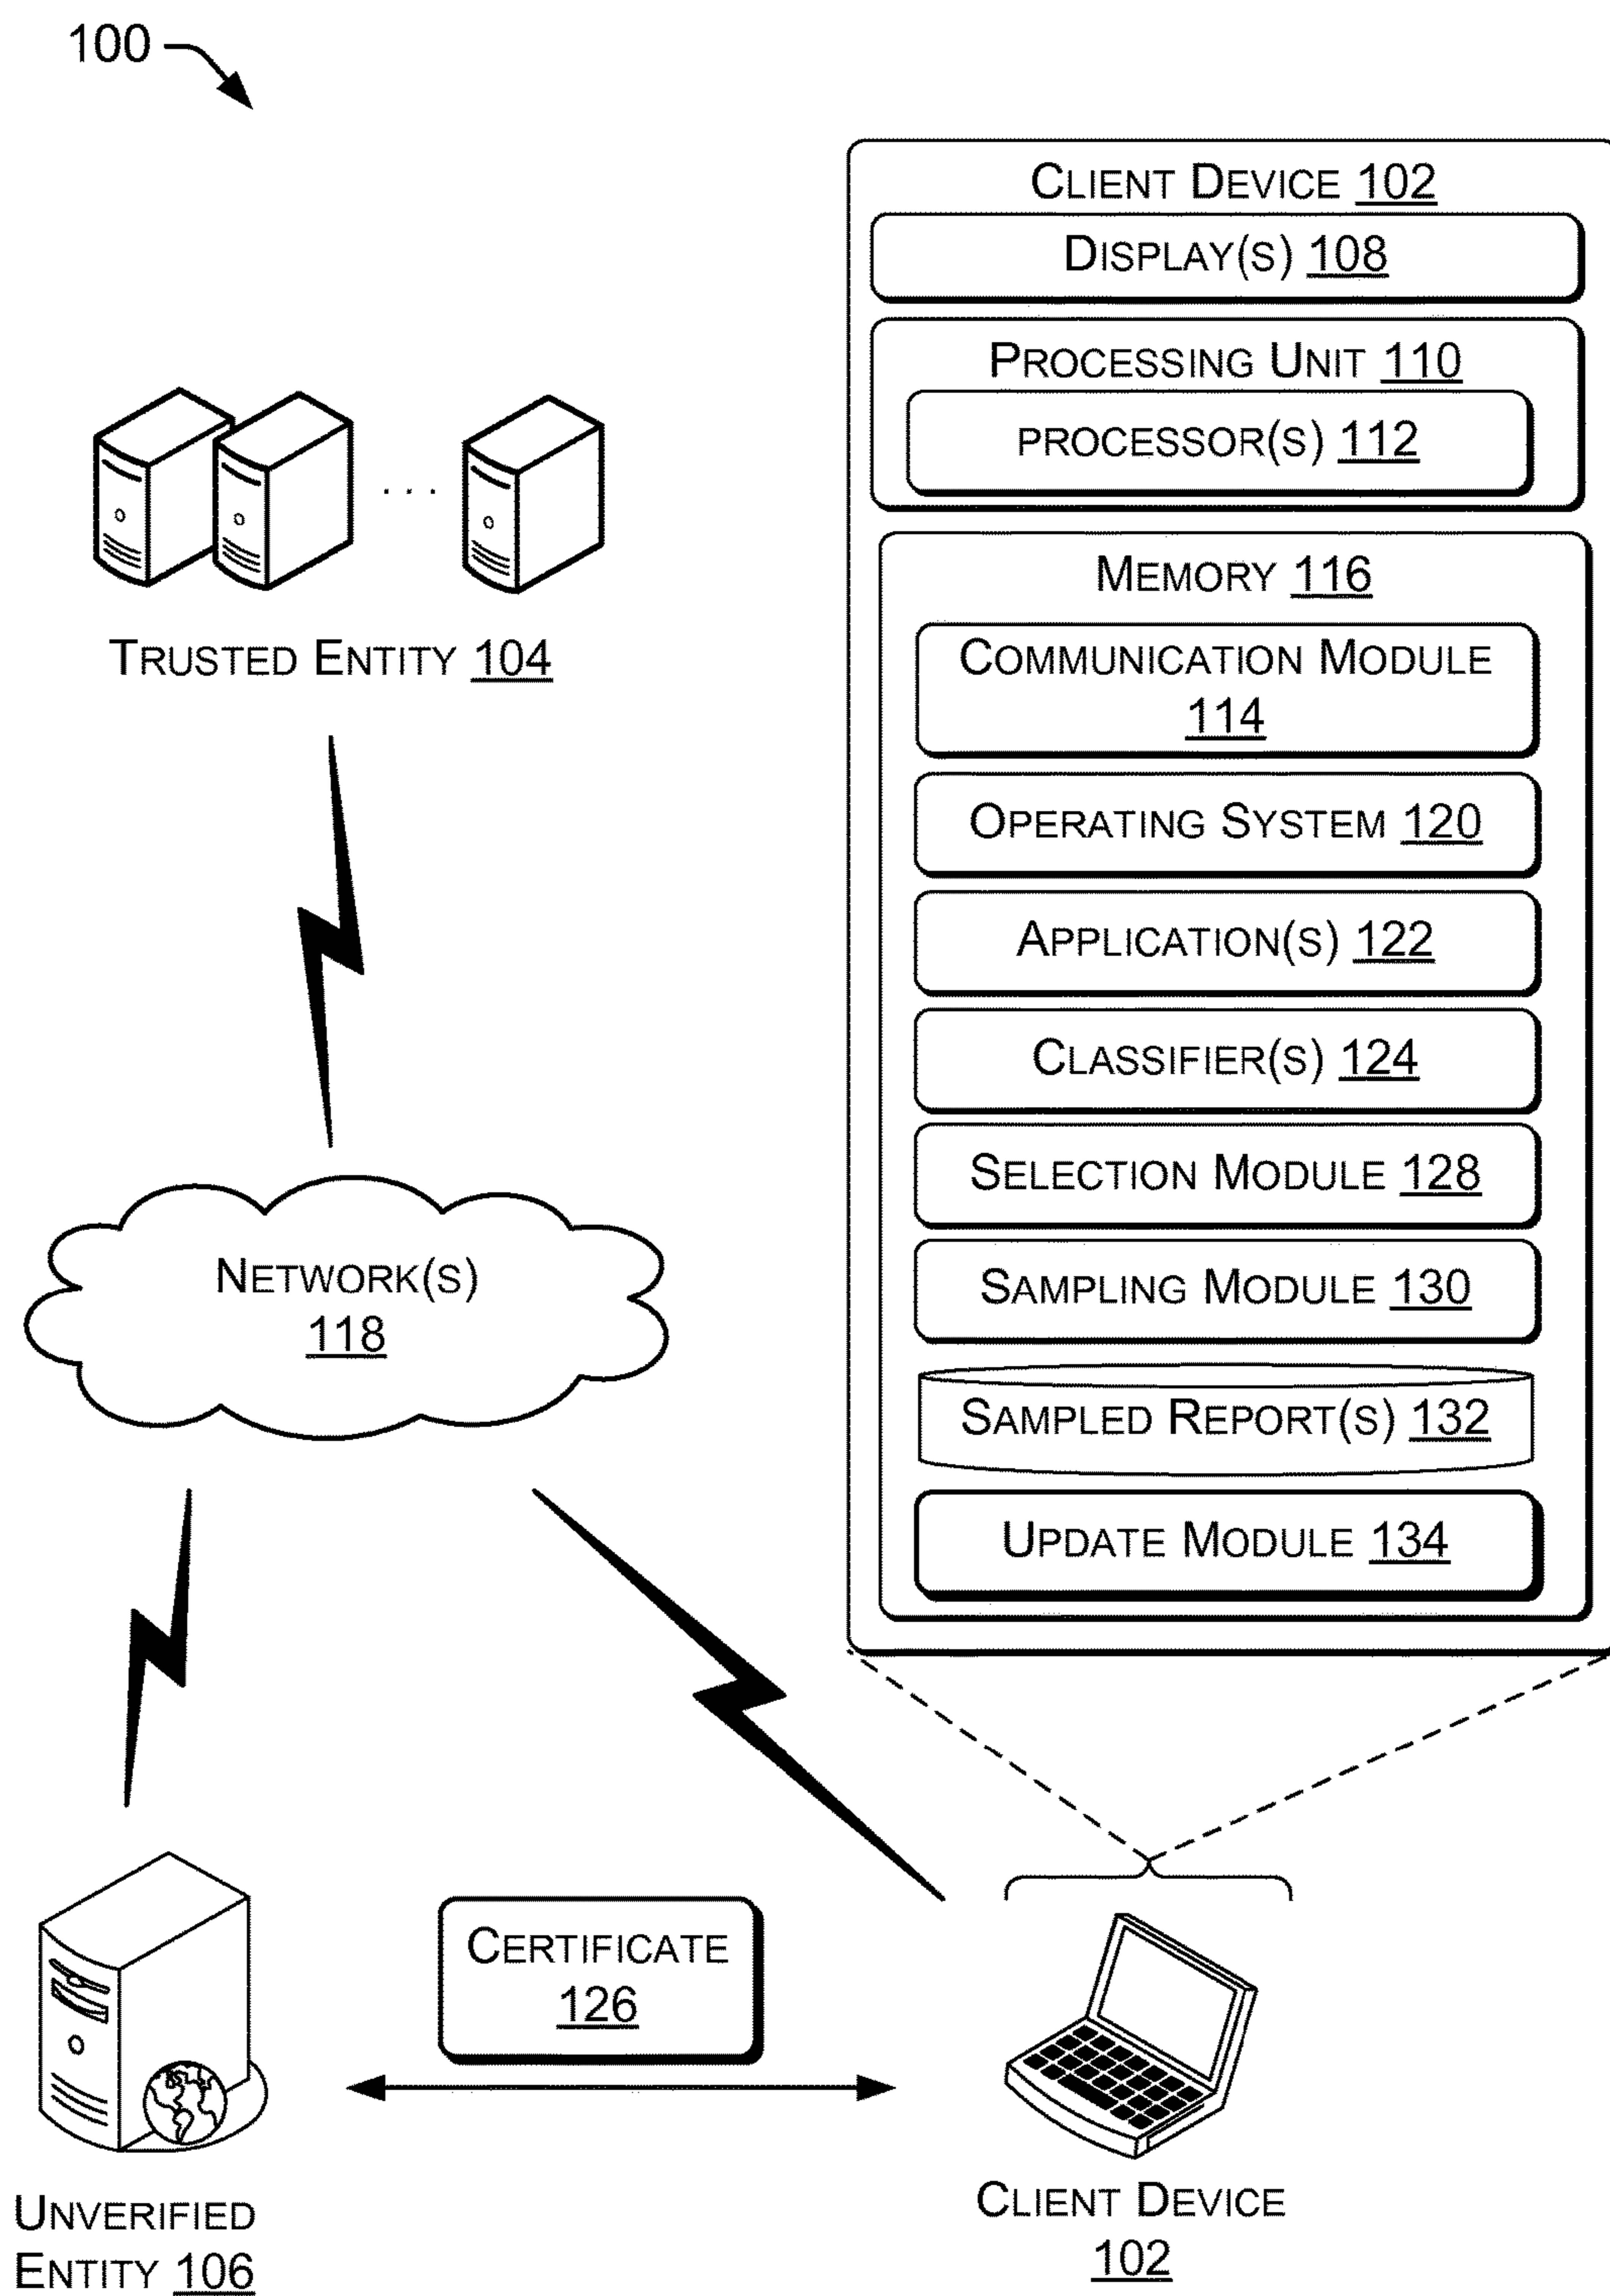 100
CLIENT DEVICE 102
DISPLAY(S) 108
PROCESSING UNIT 110
PROCESSOR(S) 112
MEMORY 116
COMMUNICATION MODULE
114
OPERATING SYSTEM 120
APPLICATION(S) 122
CLASSIFIER(S) 124
SELECTION MODULE 128
SAMPLING MODULE 130
SAMPLED REPORT(S) 132
UPDATE MODULE 134
TRUSTED ENTITY 104
. . .
NETWORK(S)
118
CERTIFICATE
126
UNVERIFIED
ENTITY 106
CLIENT DEVICE
102